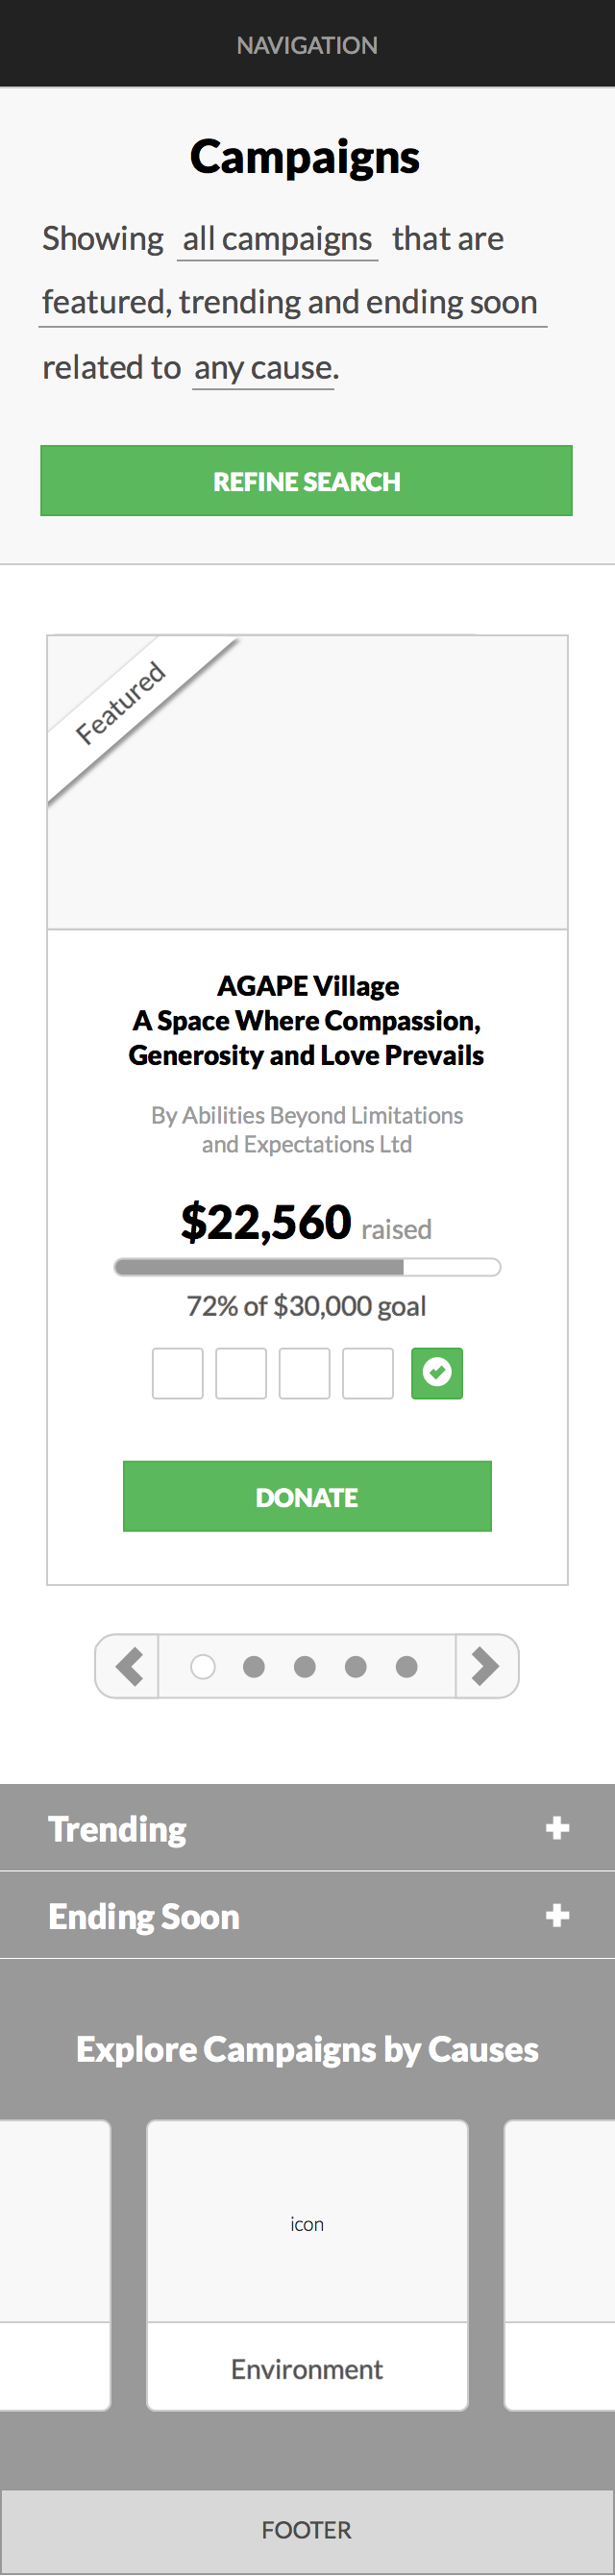 NAVIGATION
Campaigns
Showing all campaigns that are
featured, trending and ending soon
related to any cause.
REFINE SEARCH
Featured
AGAPE Village
A Space Where Compassion,
Generosity and Love Prevails
By Abilities Beyond Limitations
and Expectations Ltd
$22,560 raised
72% of $30,000 goal
DONATE
Trending
Ending Soon
Explore Campaigns by Causes
icon
Environment
FOOTER